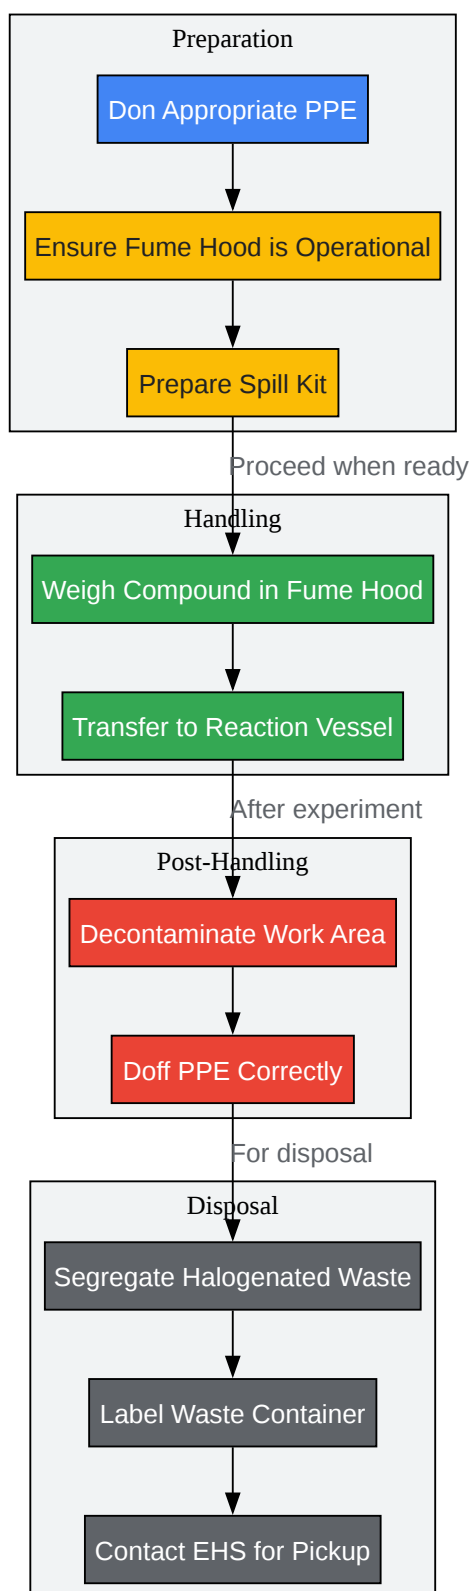 Preparation
Don Appropriate PPE
Ensure Fume Hood is Operational
Prepare Spill Kit
Proceed when ready
Handling
Weigh Compound in Fume Hood
Transfer to Reaction Vessel
After experiment
Post-Handling
Decontaminate Work Area
Doff PPE Correctly
For disposal
Disposal
Segregate Halogenated Waste
Label Waste Container
Contact EHS for Pickup